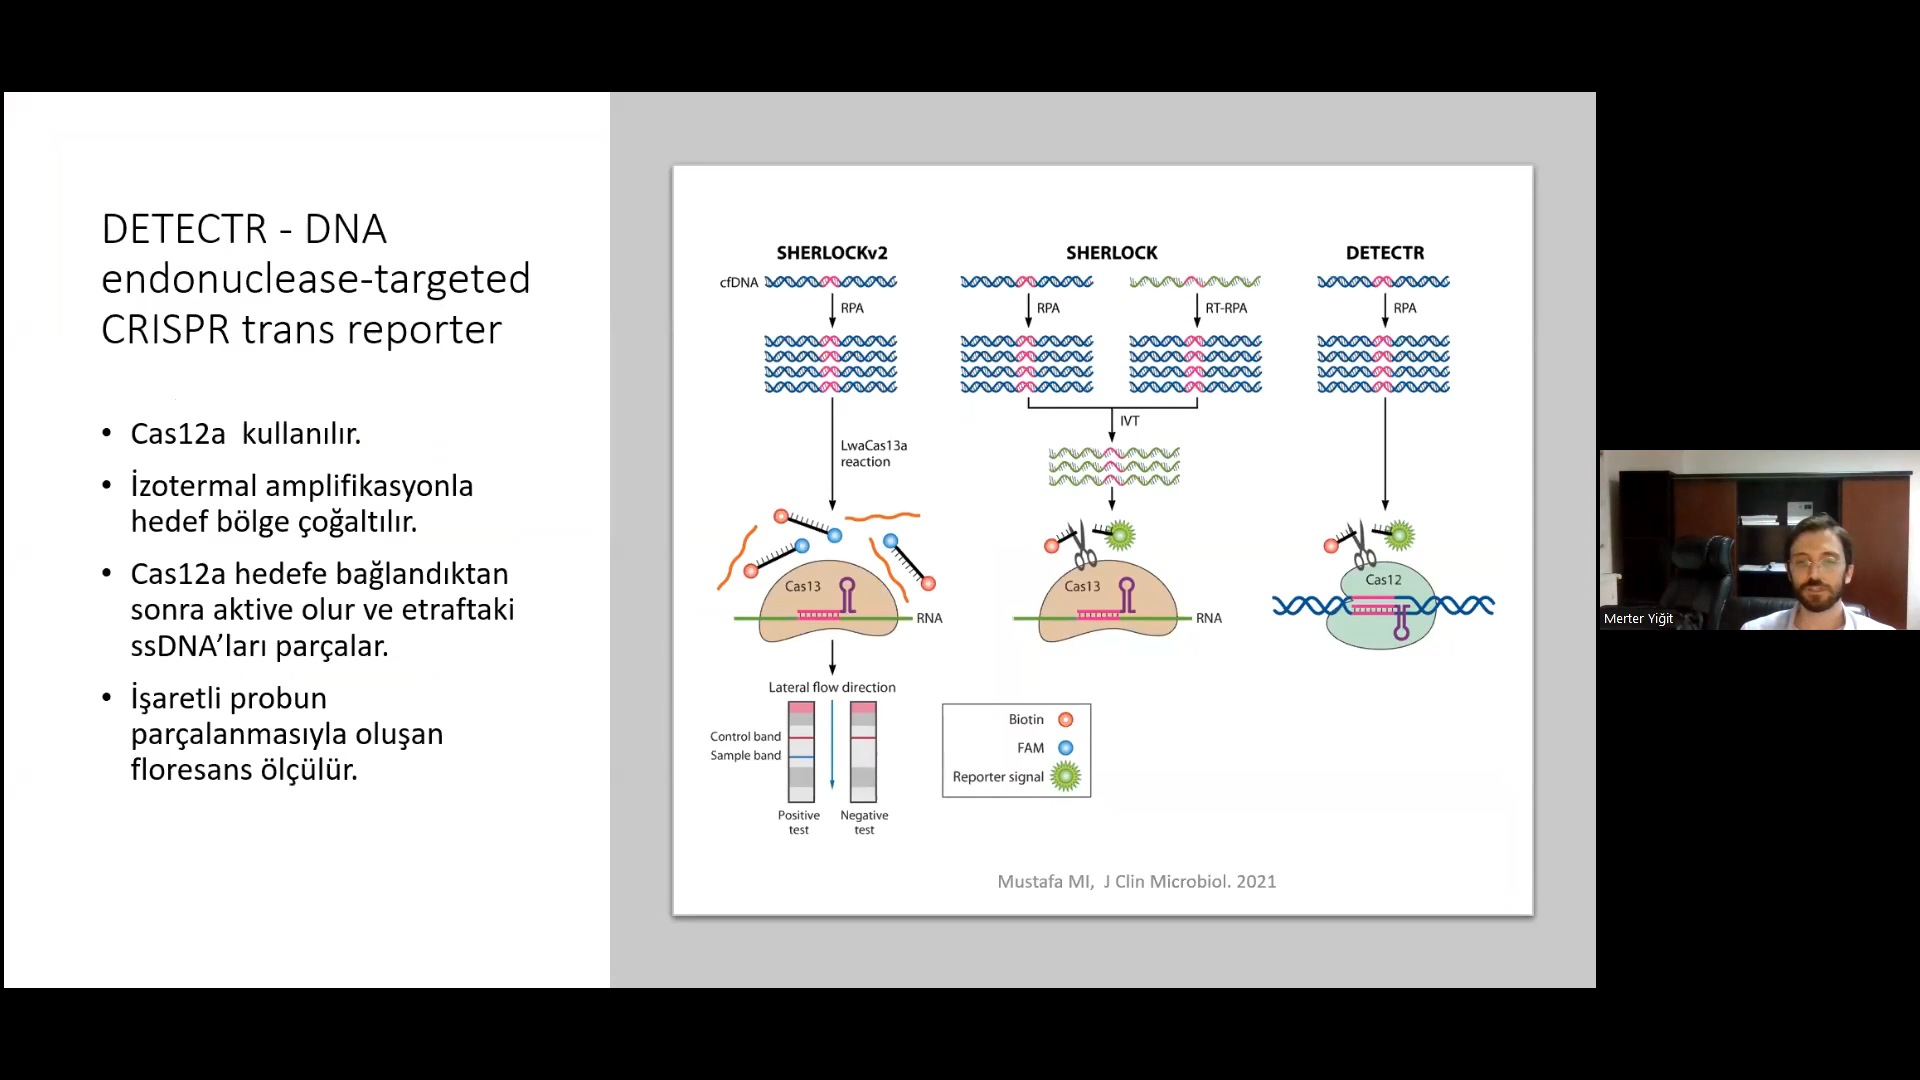 DETECTR - DNA
endonuclease-targeted
CRISPR trans reporter
• Cas12a kullanılır.
• İzotermal amplifikasyonla
hedef bölge çoğaltılır.
• Cas12a hedefe bağlandıktan
sonra aktive olur ve etraftaki
ssDNA’ları parçalar.
• İşaretli probun
parçalanmasıyla oluşan
floresans ölçülür.
SHERLOCKv2
SHERLOCK
DETECTR
cfDNA
RPA
RPA
RT-RPA
RPA
IVT
LwaCas13a
reaction
Cas13
RNA
Cas13
RNA
Cas12
Lateral flow direction
Control band
Sample band
Positive
test
Negative
test
Biotin
FAM
Reporter signal
Mustafa MI, J Clin Microbiol. 2021
Merter Yiğit